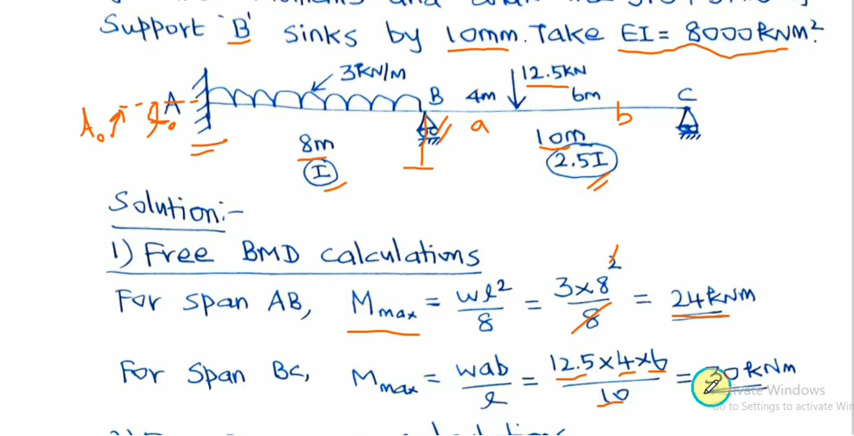 Support 'B' sinks by 10mm. Take EI = 8000 kNm².
3kN/M
12.5kN
A₀ A B 4m 6m C
a b
8m 10m
I 2.5I
Solution:-
1) Free BMD calculations
For span AB, Mmax = wl²/8 = 3×8²/8 = 24kNm
For span BC, Mmax = wab/l = 12.5×4×6/10 = 30kNm
Activate Windows
Go to Settings to activate Win